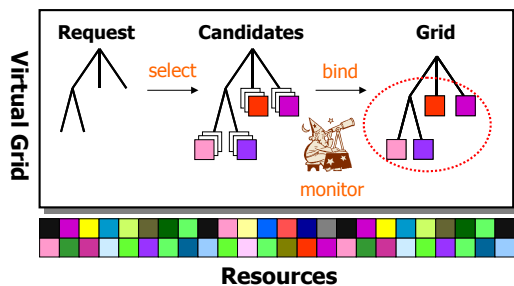 Request
Candidates
Grid
select
bind
monitor
Virtual Grid
Resources